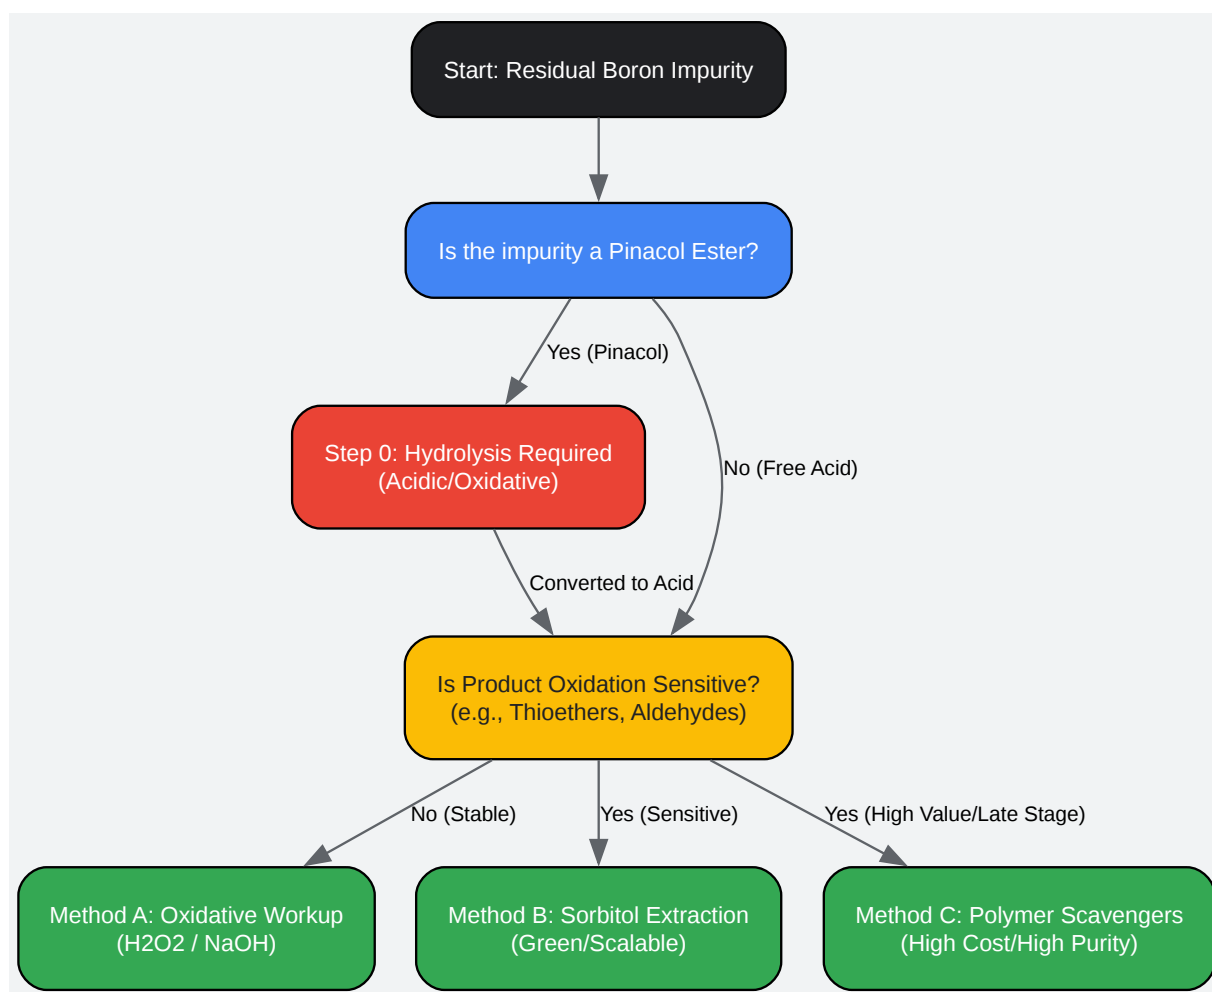 Start: Residual Boron Impurity
Is the impurity a Pinacol Ester?
Yes (Pinacol)
Step 0: Hydrolysis Required
(Acidic/Oxidative)
No (Free Acid)
Converted to Acid
Is Product Oxidation Sensitive?
(e.g., Thioethers, Aldehydes)
No (Stable)
Yes (Sensitive)
Yes (High Value/Late Stage)
Method A: Oxidative Workup
(H2O2 / NaOH)
Method B: Sorbitol Extraction
(Green/Scalable)
Method C: Polymer Scavengers
(High Cost/High Purity)